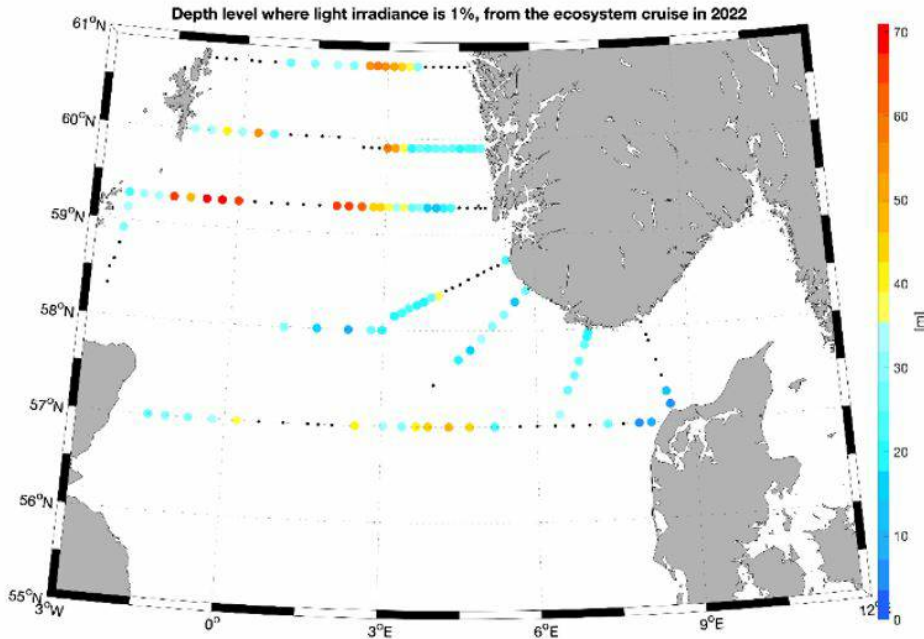 Depth level where light irradiance is 1%, from the ecosystem cruise in 2022
61°N
60°N
59°N
58°N
57°N
56°N
55°N
3°W
0°
3°E
6°E
9°E
12°E
70
60
50
40
30
20
10
0
[m]